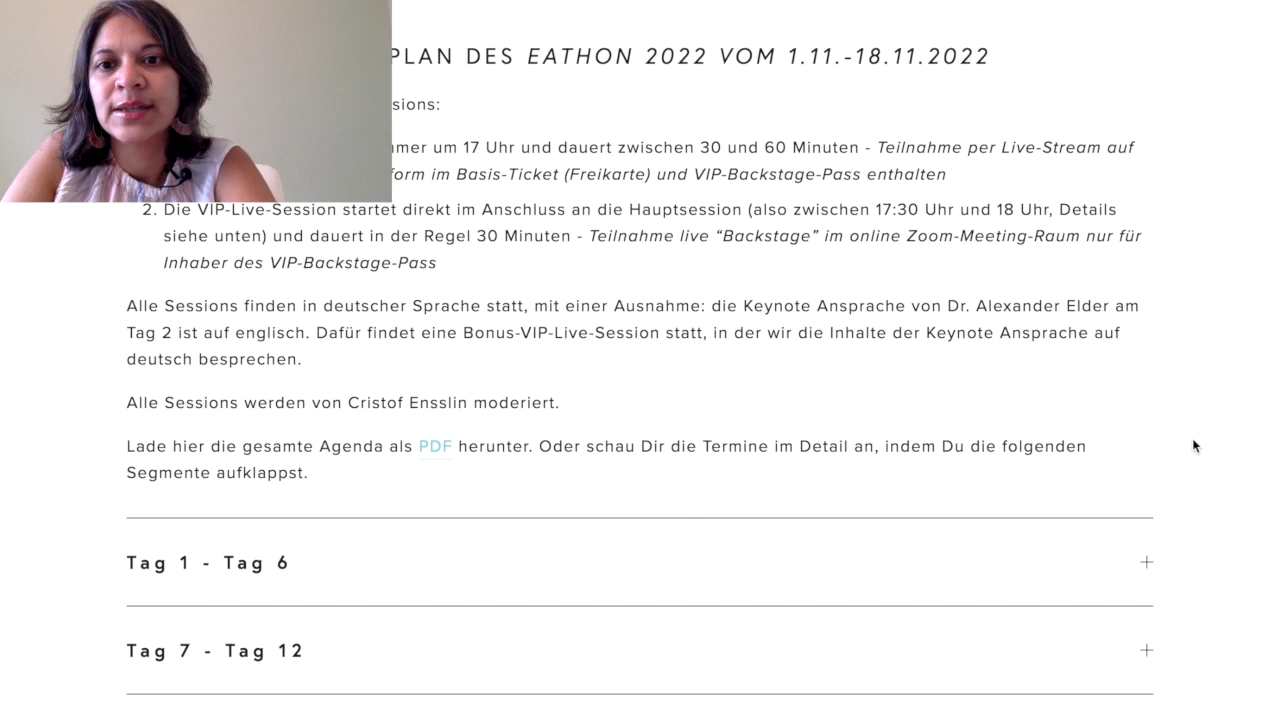 PLAN DES EATHON 2022 VOM 1.11.-18.11.2022
sions:
um 17 Uhr und dauert zwischen 30 und 60 Minuten - Teilnahme per Live-Stream auf
form im Basis-Ticket (Freikarte) und VIP-Backstage-Pass enthalten
2. Die VIP-Live-Session startet direkt im Anschluss an die Hauptsession (also zwischen 17:30 Uhr und 18 Uhr, Details
siehe unten) und dauert in der Regel 30 Minuten - Teilnahme live “Backstage” im online Zoom-Meeting-Raum nur für
Inhaber des VIP-Backstage-Pass
Alle Sessions finden in deutscher Sprache statt, mit einer Ausnahme: die Keynote Ansprache von Dr. Alexander Elder am
Tag 2 ist auf englisch. Dafür findet eine Bonus-VIP-Live-Session statt, in der wir die Inhalte der Keynote Ansprache auf
deutsch besprechen.
Alle Sessions werden von Cristof Ensslin moderiert.
Lade hier die gesamte Agenda als PDF herunter. Oder schau Dir die Termine im Detail an, indem Du die folgenden
Segmente aufklappst.
Tag 1 - Tag 6
Tag 7 - Tag 12